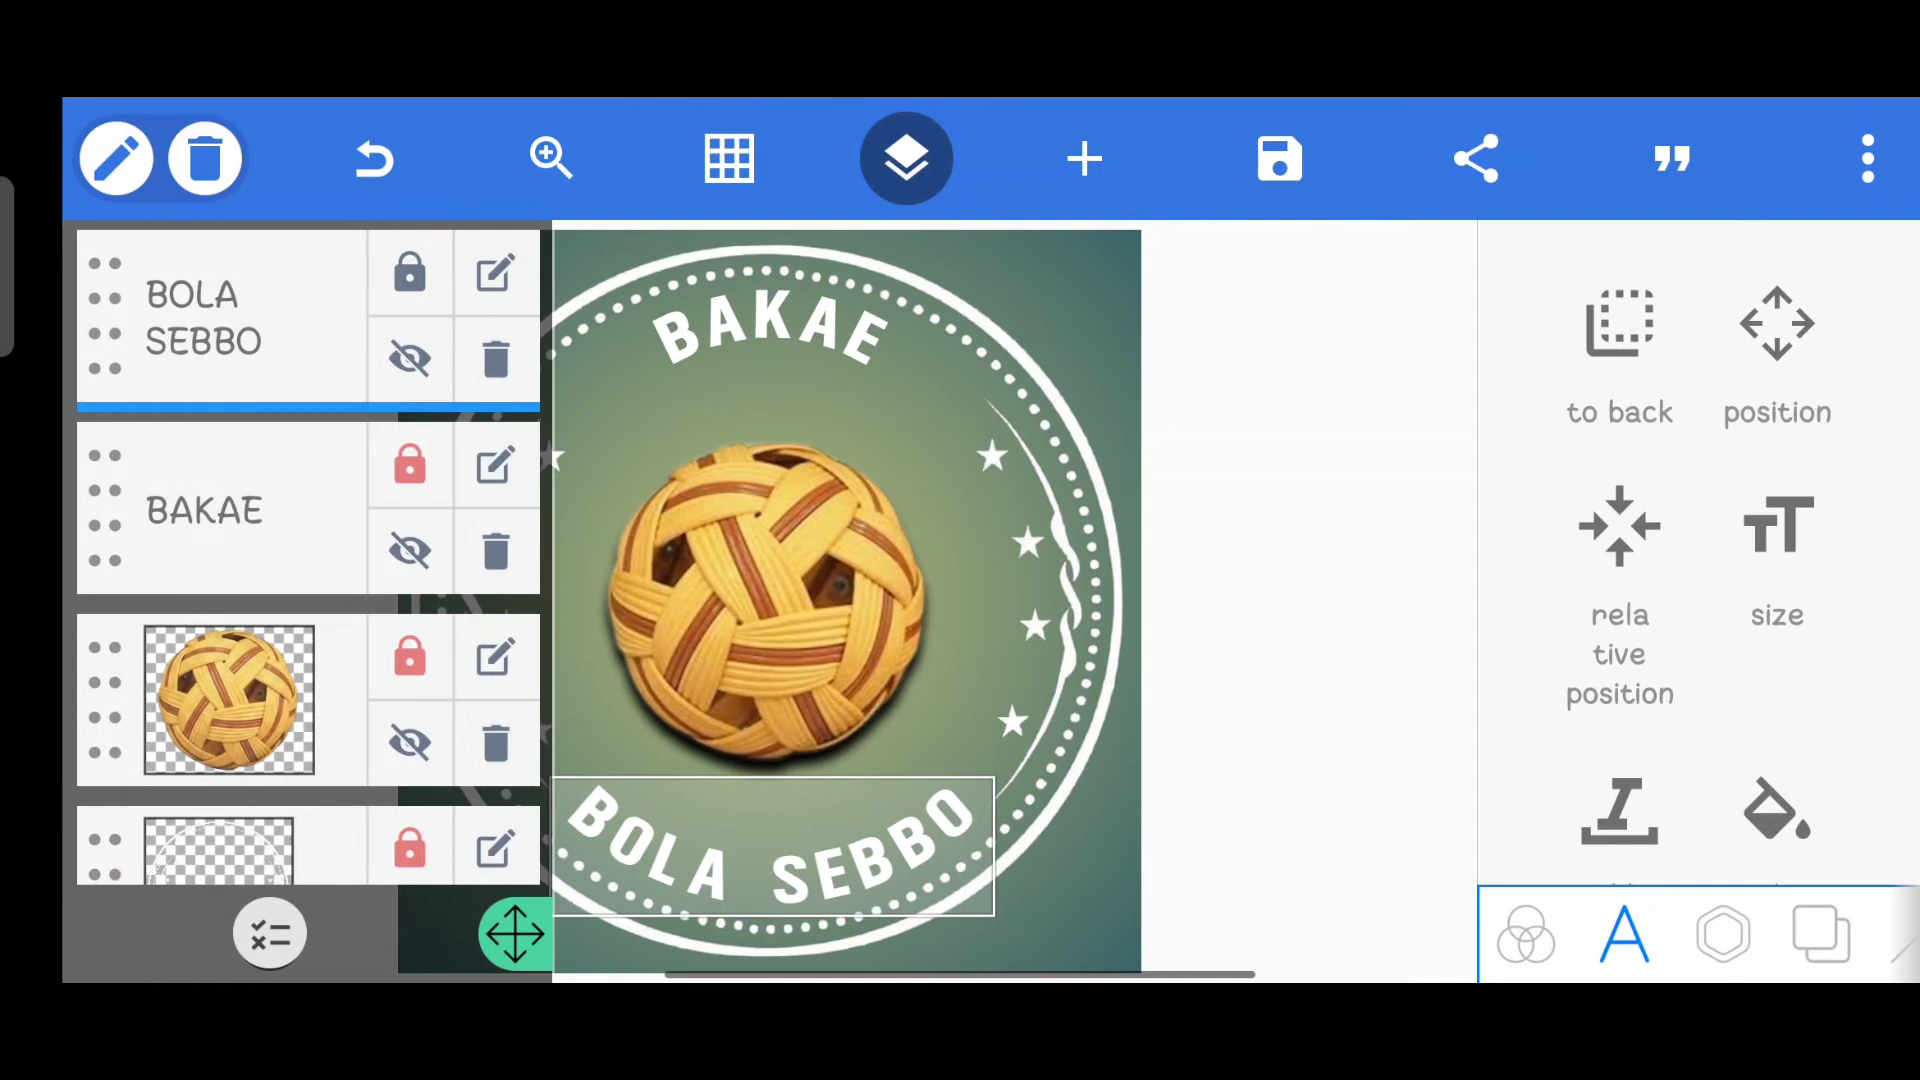 BOLA
SEBBO
BAKAE
BAKAE
BOLA SEBBO
to back
position
rela
tive
position
size